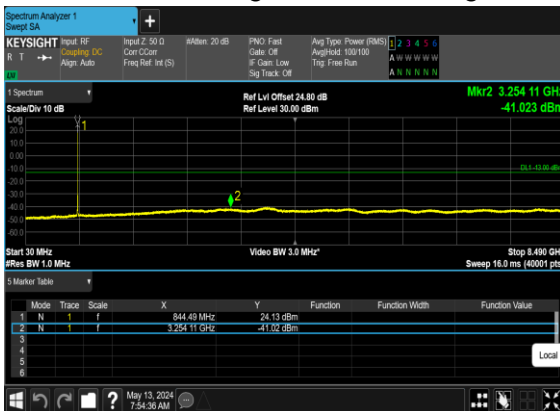 Spectrum Analyzer 1
Swept SA
KEYSIGHT
R T
LV
Input: RF
Coupling: DC
Align: Auto
Input Z: 50 Ω
Corr CCorr
Freq Ref: Int (S)
#Atten: 20 dB
PNO: Fast
Gate: Off
IF Gain: Low
Sig Track: Off
Avg Type: Power (RMS)
Avg|Hold: 100/100
Trig: Free Run
1 2 3 4 5 6
A W W W W W
A N N N N N
1 Spectrum
Scale/Div 10 dB
Ref Lvl Offset 24.80 dB
Ref Level 30.00 dBm
Mkr2 3.254 11 GHz
-41.023 dBm
Log
20.0
10.0
0.00
-10.0
-20.0
-30.0
-40.0
-50.0
-60.0
1
2
DL1 -13.00 dBm
Start 30 MHz
#Res BW 1.0 MHz
Video BW 3.0 MHz*
Stop 8.490 GHz
Sweep 16.0 ms (40001 pts
5 Marker Table
Mode Trace Scale X Y Function Function Width Function Value
1 N 1 f 844.49 MHz 24.13 dBm
2 N 1 f 3.254 11 GHz -41.02 dBm
3
4
5
6
Local
May 13, 2024
7:54:36 AM